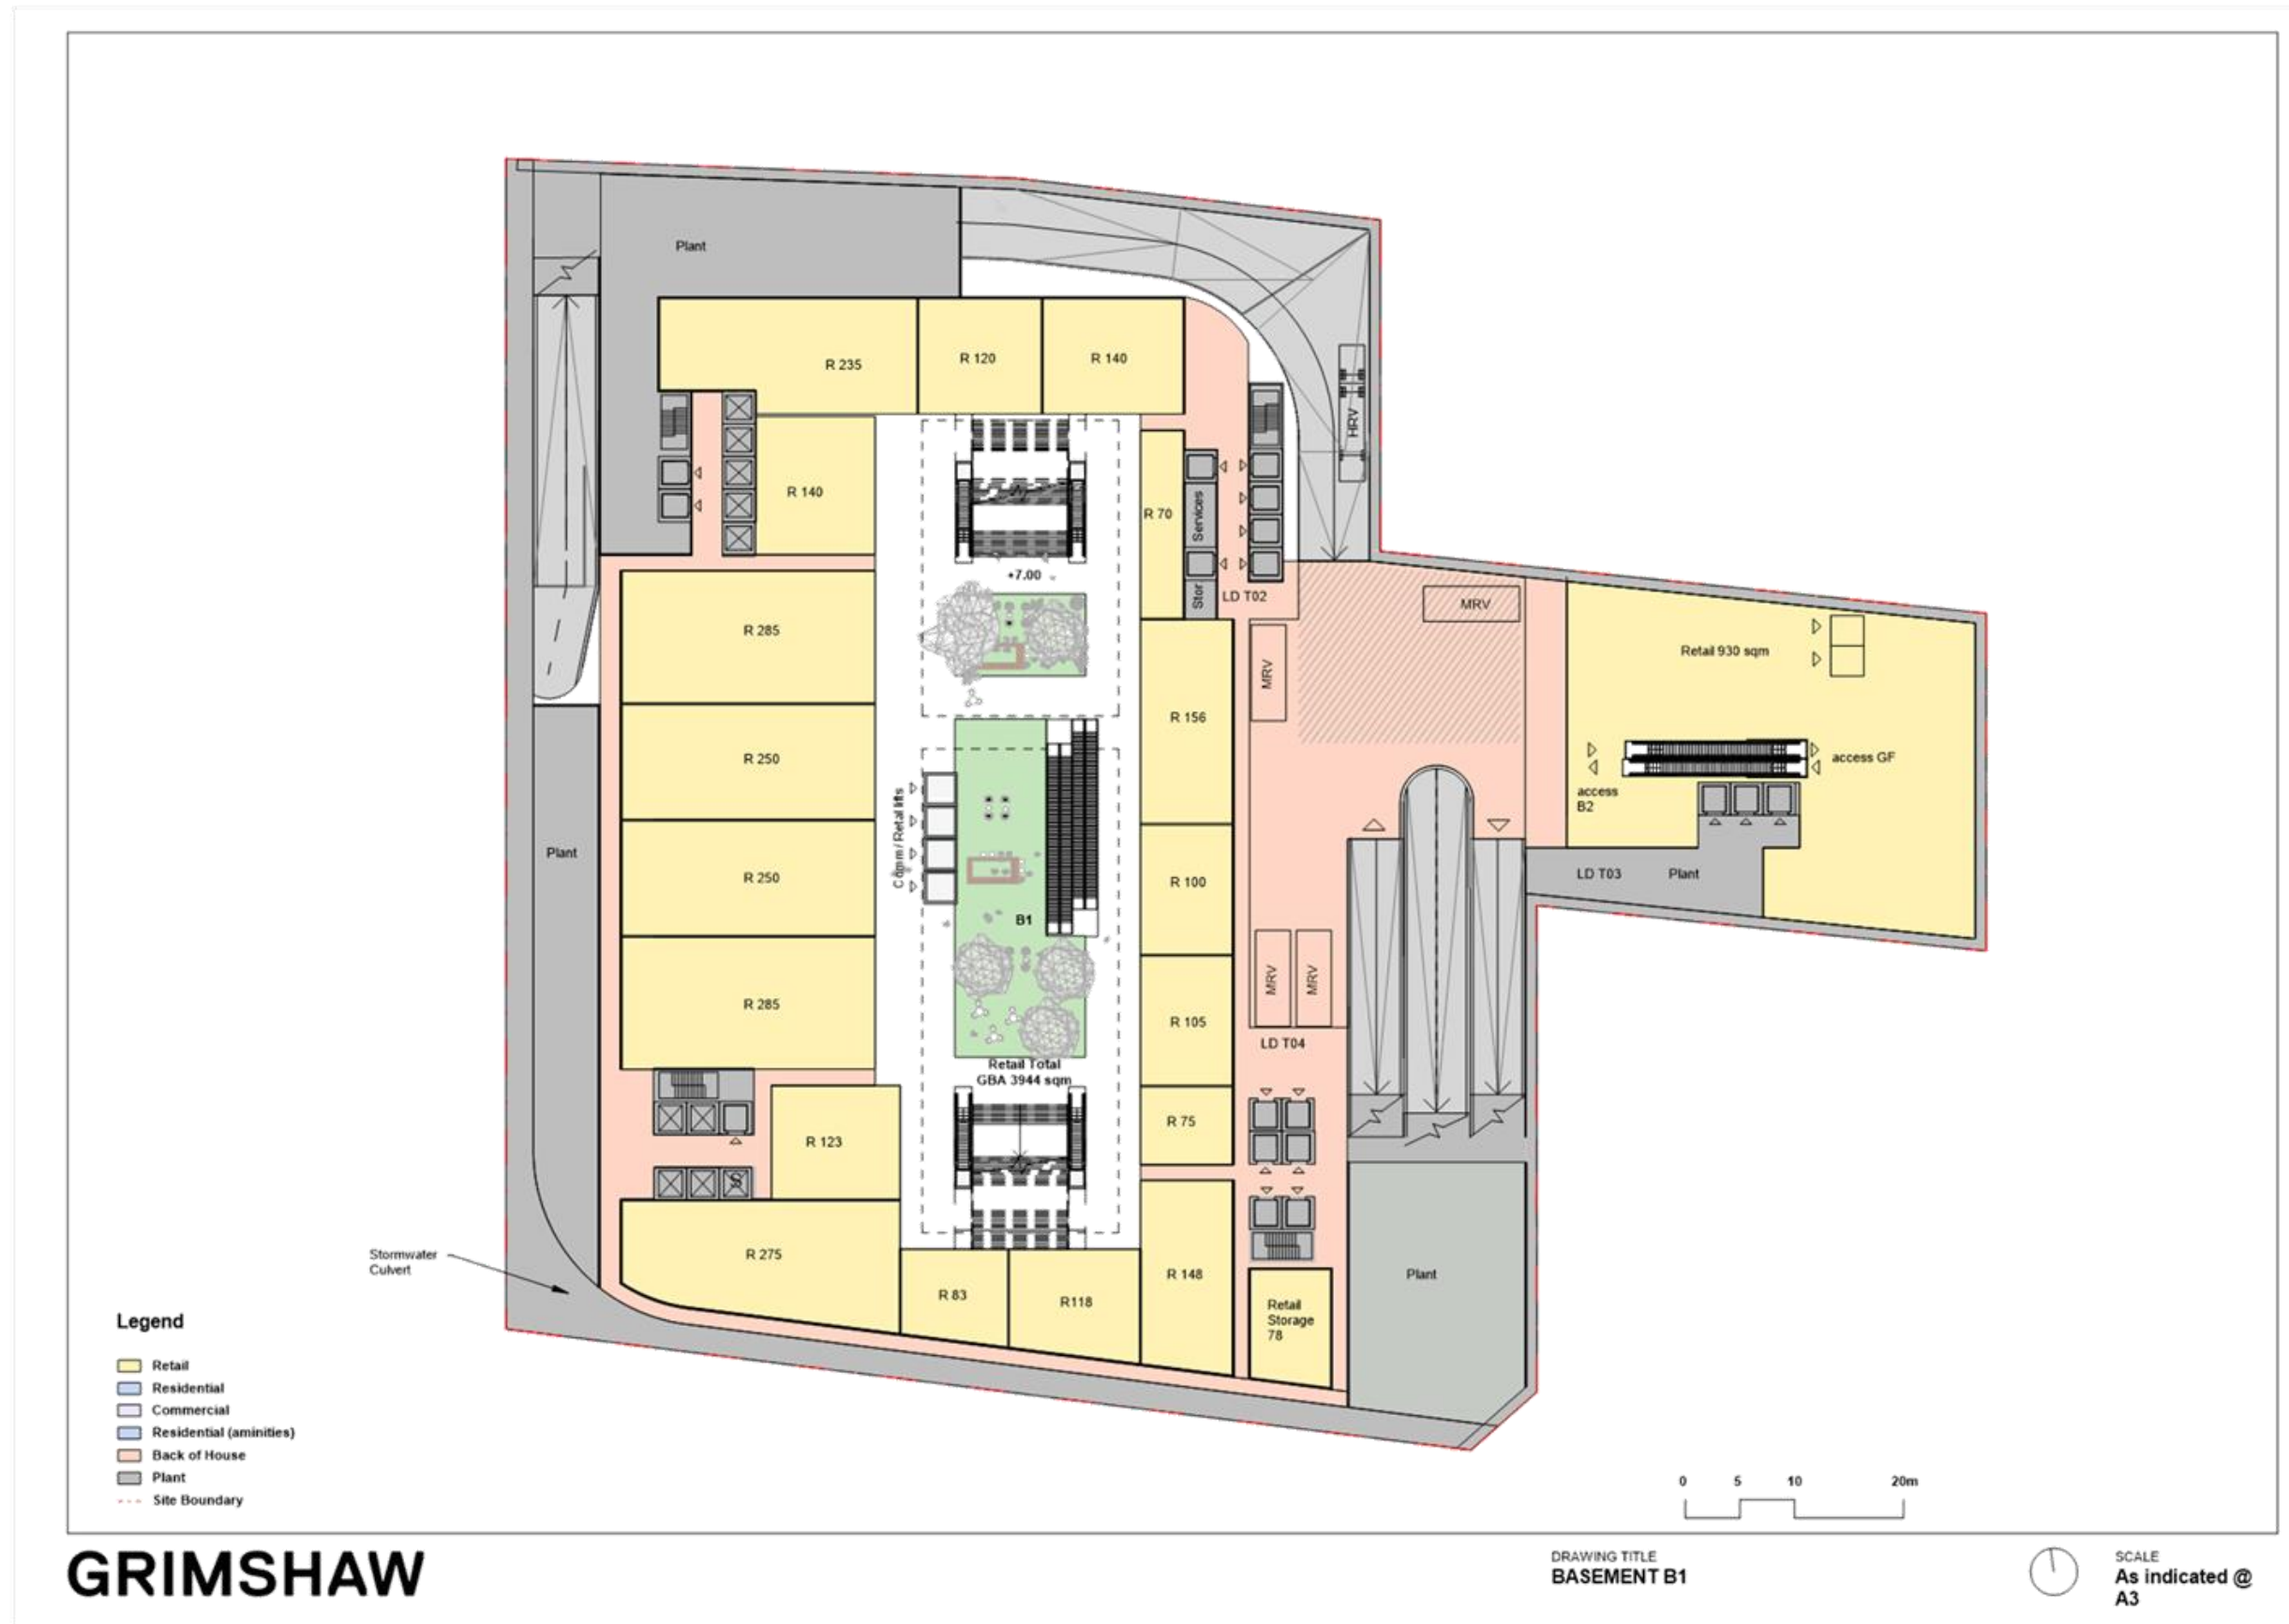 Plant
R 235
R 120
R 140
HRV
R 140
R 70
Services
Stor
LD T02
+7.00
MRV
MRV
R 285
Retail 930 sqm
R 156
R 250
access GF
access
B2
Comm/ Retail lifts
Plant
R 250
R 100
LD T03
Plant
B1
MRV
MRV
R 285
R 105
LD T04
Retail Total
GBA 3944 sqm
R 75
R 123
S
R 275
R 83
R118
R 148
Retail
Storage
78
Plant
Stormwater
Culvert
Legend
Retail
Residential
Commercial
Residential (aminities)
Back of House
Plant
Site Boundary
0 5 10 20m
GRIMSHAW
DRAWING TITLE
BASEMENT B1
SCALE
As indicated @
A3